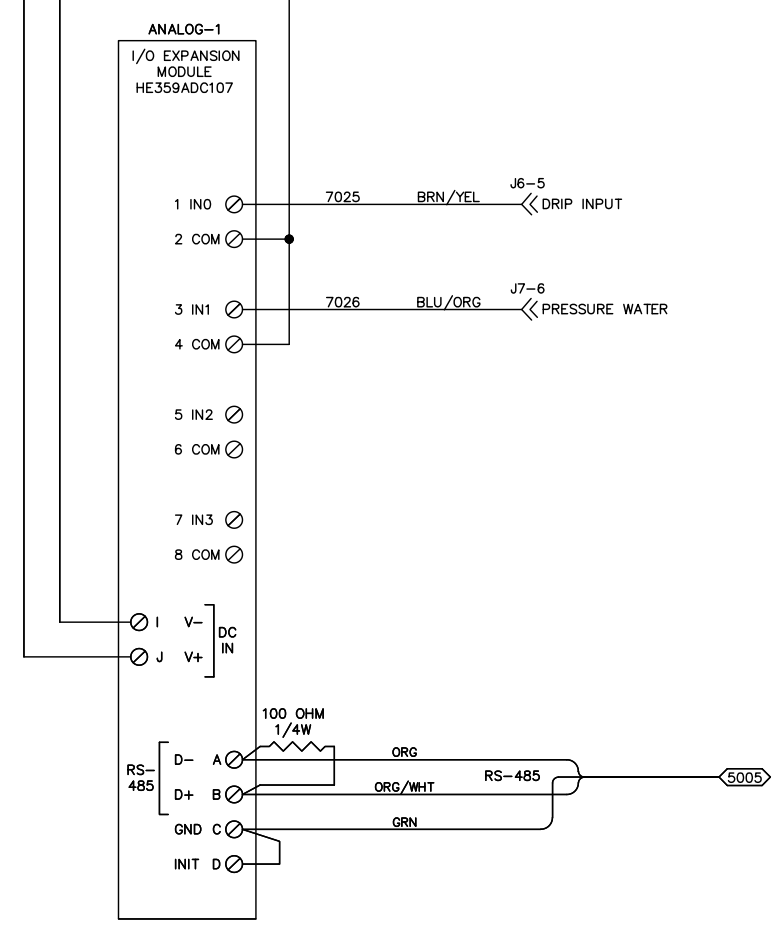 ANALOG-1
I/O EXPANSION
MODULE
HE359ADC107
J6-5
1 IN0 7025 BRN/YEL DRIP INPUT
2 COM
J7-6
3 IN1 7026 BLU/ORG PRESSURE WATER
4 COM
5 IN2
6 COM
7 IN3
8 COM
I V-
DC
IN
J V+
100 OHM
1/4W
D- A ORG
RS-
485
RS-485 5005
D+ B ORG/WHT
GND C GRN
INIT D